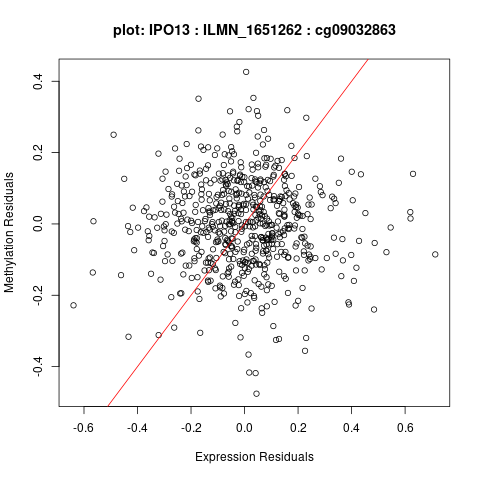 plot: IPO13 : ILMN_1651262 : cg09032863
Methylation Residuals
0.4
0.2
0.0
-0.2
-0.4
-0.6 -0.4 -0.2 0.0 0.2 0.4 0.6
Expression Residuals